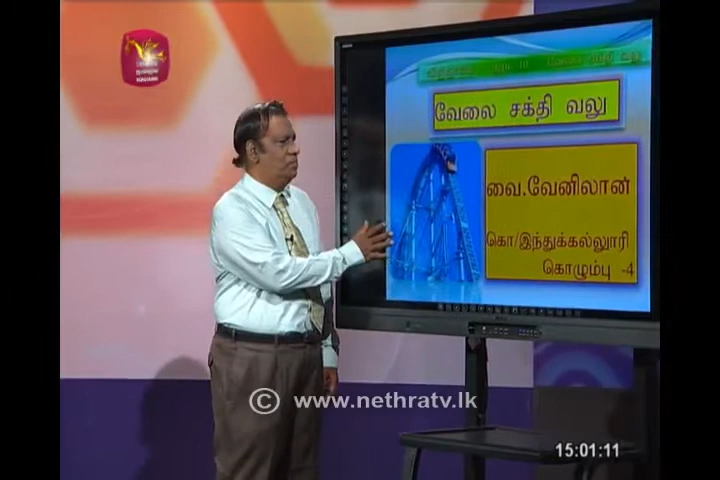 வேலை சக்தி வலு
வை.வேனிலான்
கொ/இந்துக்கல்லூரி
கொழும்பு -4
© www.nethratv.lk
15:01:11